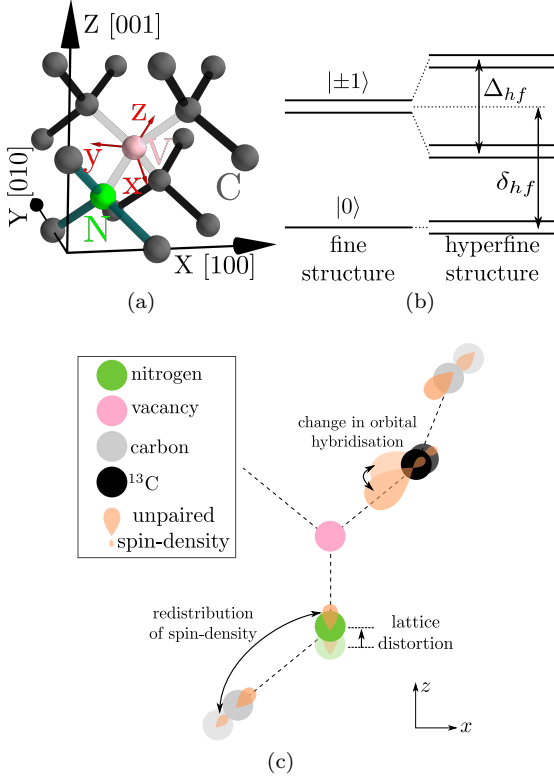 Z [001]
z
y
V
x
C
Y [010]
N
X [100]
(a)
|±1⟩
Δhf
δhf
|0⟩
fine
structure
hyperfine
structure
(b)
nitrogen
vacancy
carbon
¹³C
unpaired
spin-density
change in orbital
hybridisation
redistribution
of spin-density
lattice
distortion
z
x
(c)